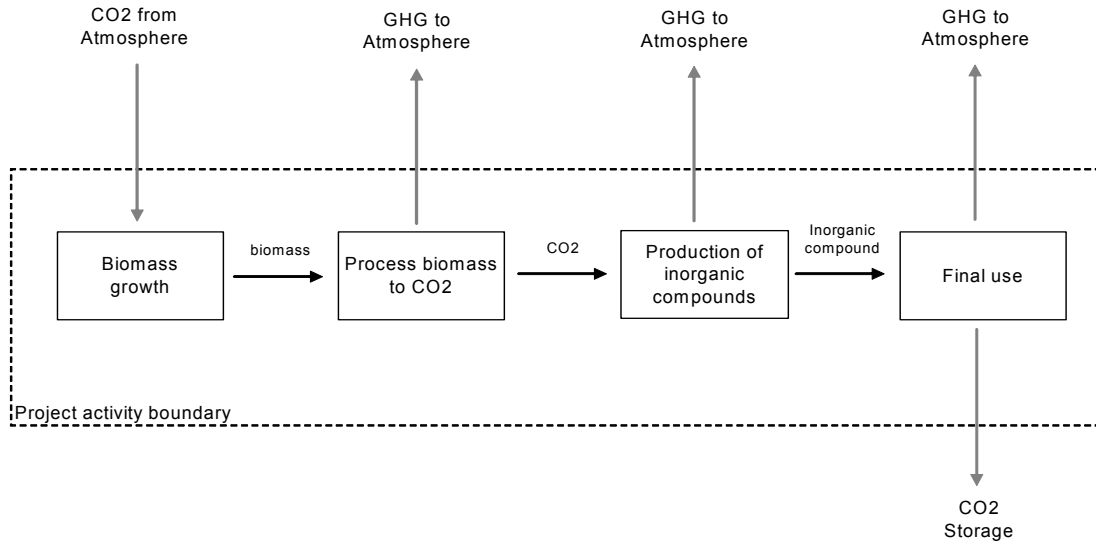 CO2 from
Atmosphere
GHG to
Atmosphere
GHG to
Atmosphere
GHG to
Atmosphere
Biomass
growth
biomass
Process biomass
to CO2
CO2
Production of
inorganic
compounds
Inorganic
compound
Final use
Project activity boundary
CO2
Storage